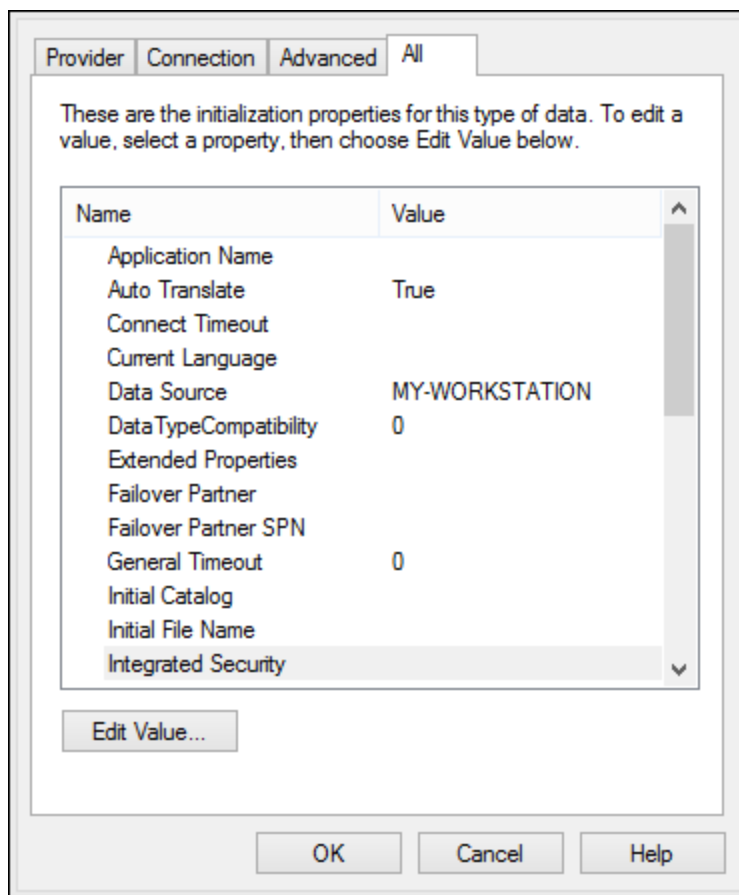 Provider Connection Advanced All
These are the initialization properties for this type of data. To edit a
value, select a property, then choose Edit Value below.
Name Value
Application Name
Auto Translate True
Connect Timeout
Current Language
Data Source MY-WORKSTATION
DataTypeCompatibility 0
Extended Properties
Failover Partner
Failover Partner SPN
General Timeout 0
Initial Catalog
Initial File Name
Integrated Security
Edit Value...
OK Cancel Help